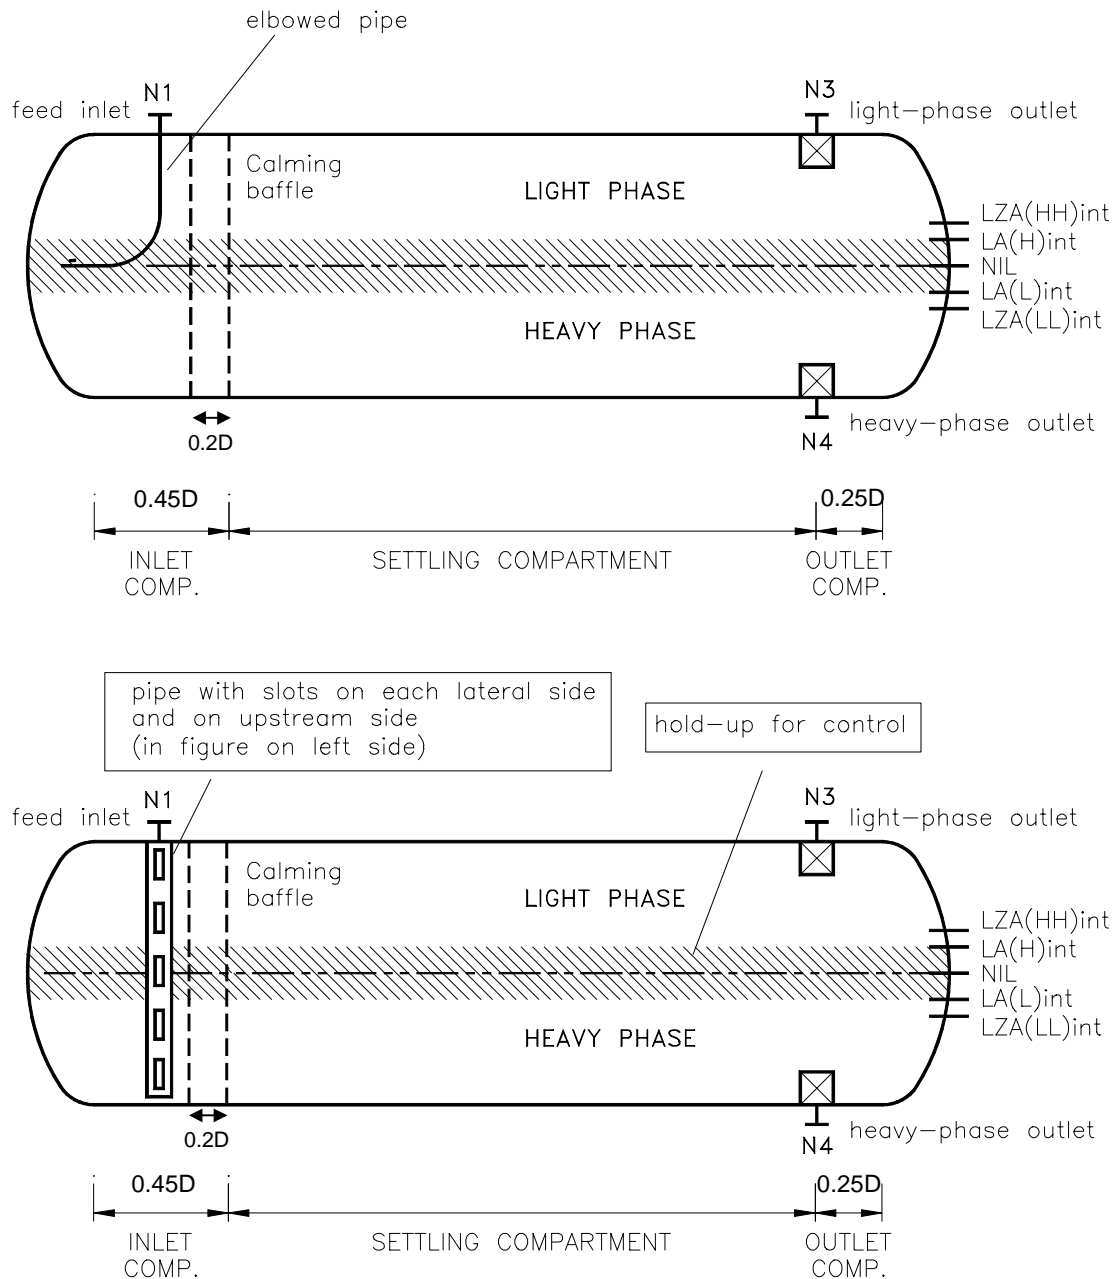 elbowed pipe
N1
N3
feed inlet
light-phase outlet
Calming
baffle
LIGHT PHASE
LZA(HH)int
LA(H)int
NIL
LA(L)int
LZA(LL)int
HEAVY PHASE
0.2D
N4
heavy-phase outlet
0.45D
0.25D
INLET
COMP.
SETTLING COMPARTMENT
OUTLET
COMP.
pipe with slots on each lateral side
and on upstream side
(in figure on left side)
hold-up for control
N1
N3
feed inlet
light-phase outlet
Calming
baffle
LIGHT PHASE
LZA(HH)int
LA(H)int
NIL
LA(L)int
LZA(LL)int
HEAVY PHASE
0.2D
N4
heavy-phase outlet
0.45D
0.25D
INLET
COMP.
SETTLING COMPARTMENT
OUTLET
COMP.